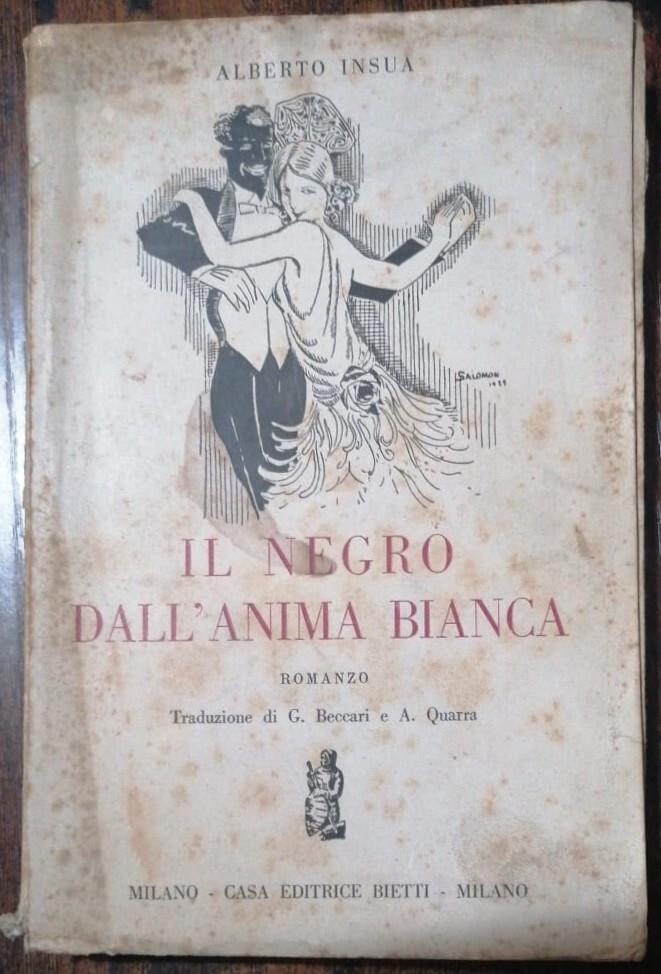 ALBERTO INSUA
SALOMON
IL NEGRO
DALL'ANIMA BIANCA
ROMANZO
Traduzione di G. Beccari e A. Quarra
MILANO - CASA EDITRICE BIETTI - MILANO